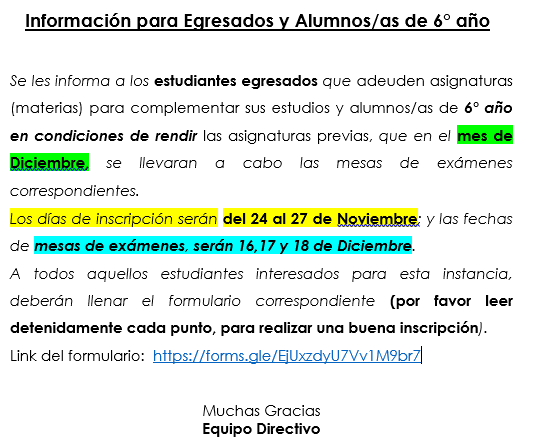 Información para Egresados y Alumnos/as de 6° año
Se les informa a los estudiantes egresados que adeuden asignaturas
(materias) para complementar sus estudios y alumnos/as de 6° año
en condiciones de rendir las asignaturas previas, que en el mes de
Diciembre, se llevaran a cabo las mesas de exámenes
correspondientes.
Los días de inscripción serán del 24 al 27 de Noviembre; y las fechas
de mesas de exámenes, serán 16,17 y 18 de Diciembre.
A todos aquellos estudiantes interesados para esta instancia,
deberán llenar el formulario correspondiente (por favor leer
detenidamente cada punto, para realizar una buena inscripción).
Link del formulario: https://forms.gle/EjUxzdyU7Vv1M9br7
Muchas Gracias
Equipo Directivo